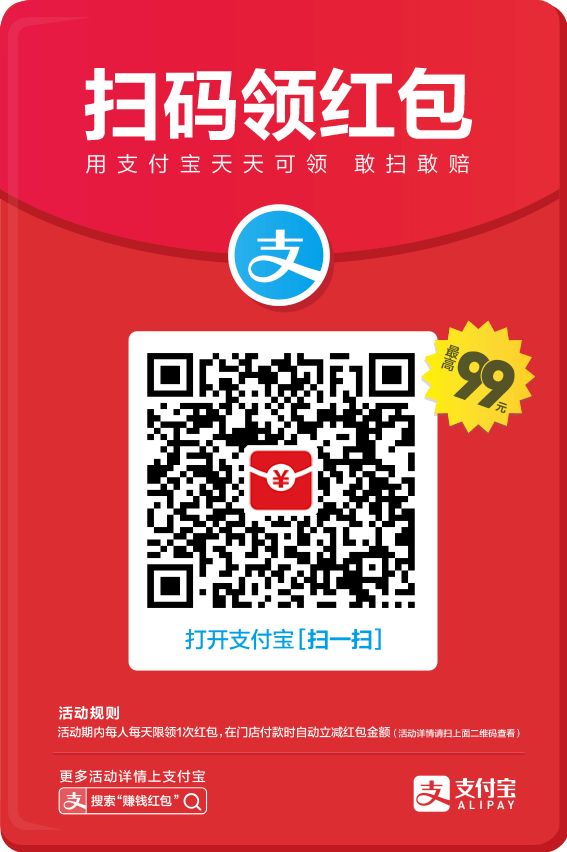 扫码领红包
用支付宝天天可领 敢扫敢赔
支
最高
99
元
¥
打开支付宝[扫一扫]
活动规则
活动期内每人每天限领1次红包，在门店付款时自动立减红包金额（活动详情请扫上面二维码查看）
更多活动详情上支付宝
支 搜索“赚钱红包”
支 支付宝
ALIPAY